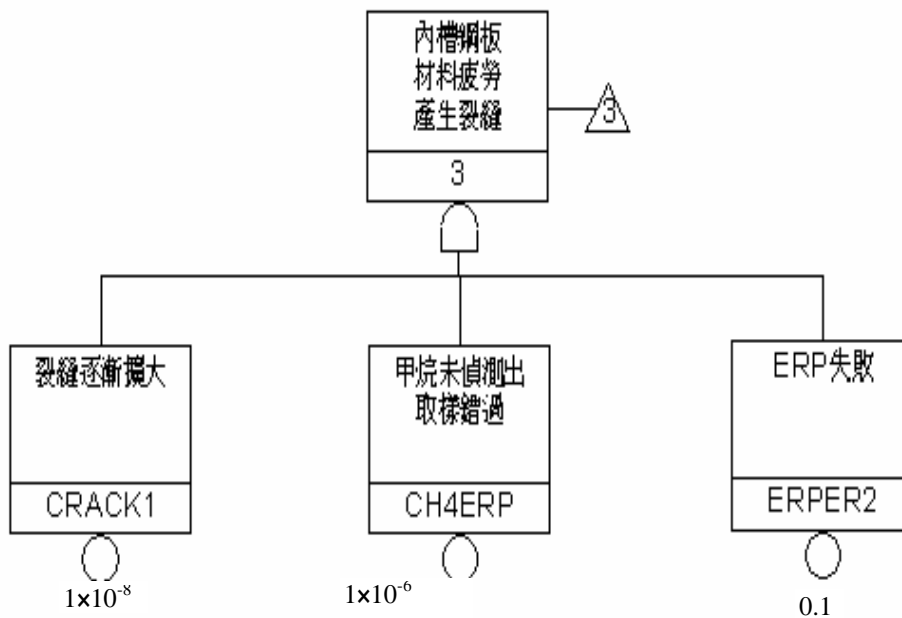 內槽鋼板
材料疲勞
產生裂縫
3
3
裂縫逐漸擴大
CRACK1
1×10⁻⁸
甲烷未偵測出
取樣錯過
CH4ERP
1×10⁻⁶
ERP失敗
ERPER2
0.1